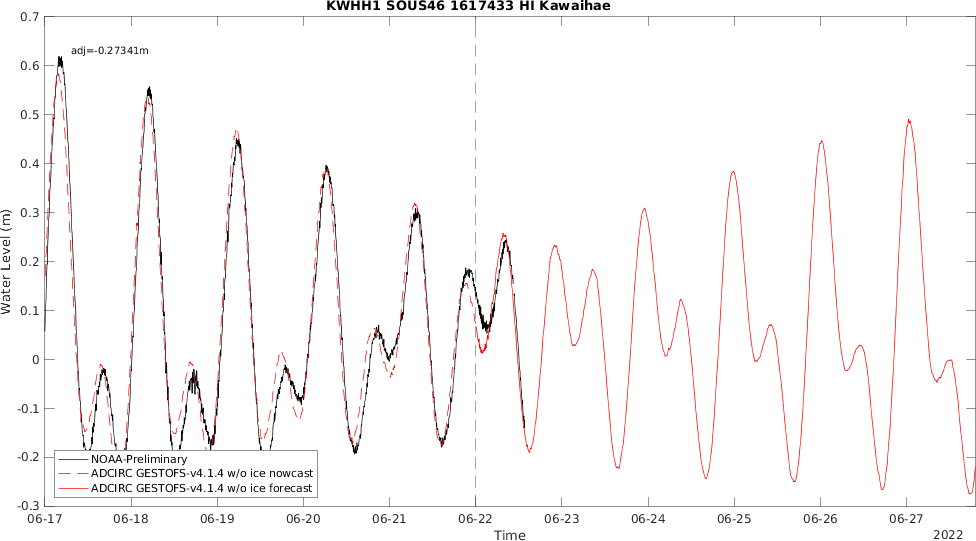 KWHH1 SOUS46 1617433 HI Kawaihae
0.7
adj=-0.27341m
0.6
0.5
0.4
0.3
0.2
0.1
0
-0.1
-0.2
-0.3
Water Level (m)
NOAA-Preliminary
ADCIRC GESTOFS-v4.1.4 w/o ice nowcast
ADCIRC GESTOFS-v4.1.4 w/o ice forecast
06-17 06-18 06-19 06-20 06-21 06-22 06-23 06-24 06-25 06-26 06-27
Time
2022